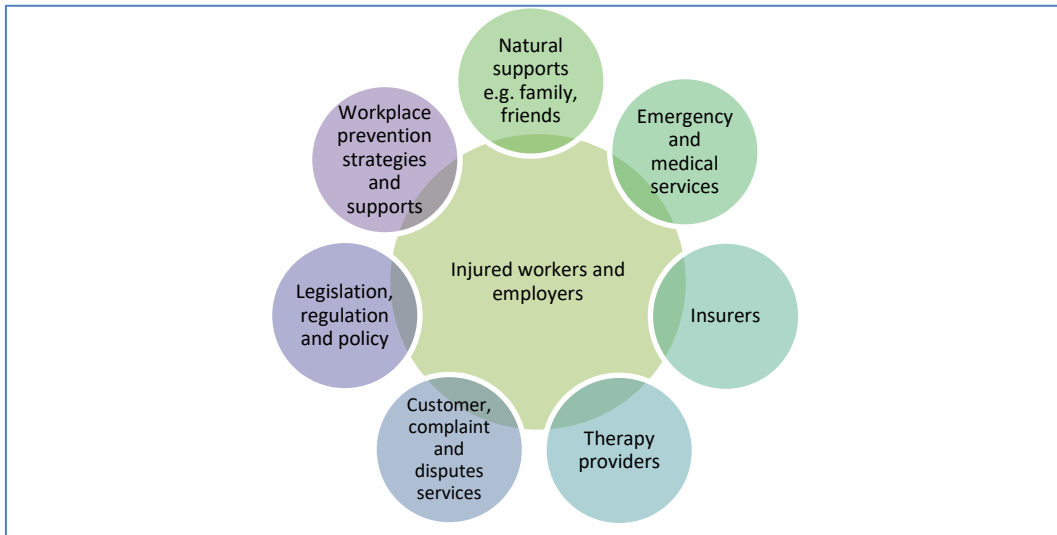 Natural
supports
e.g. family,
friends
Emergency
and
medical
services
Insurers
Therapy
providers
Customer,
complaint
and
disputes
services
Legislation,
regulation
and policy
Workplace
prevention
strategies
and
supports
Injured workers and
employers